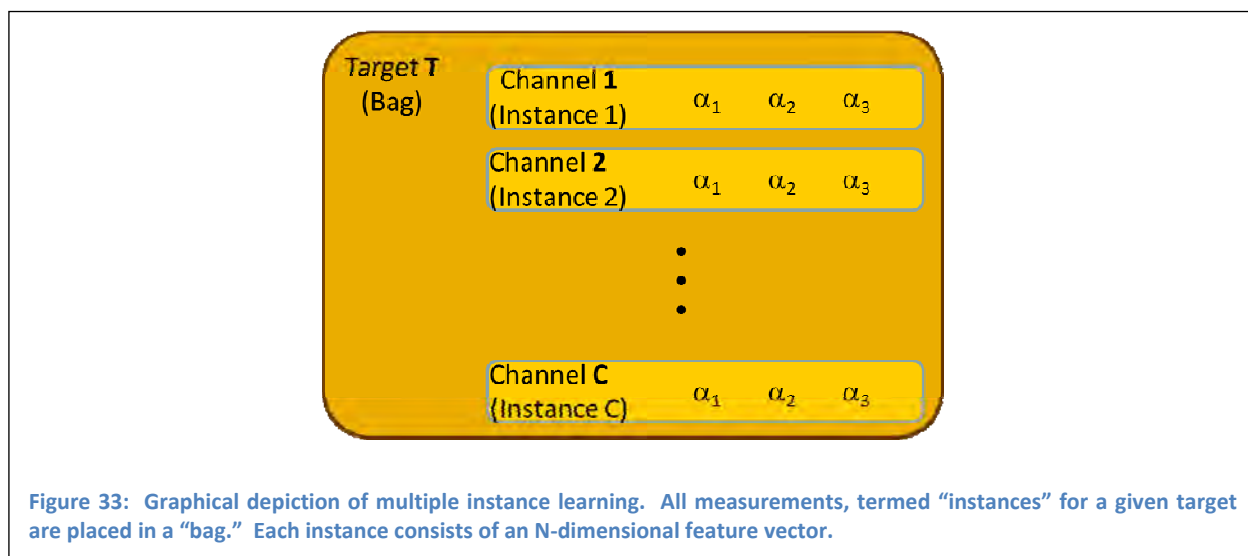 Target T
(Bag)
Channel 1
(Instance 1) α₁ α₂ α₃
Channel 2
(Instance 2) α₁ α₂ α₃
Channel C
(Instance C) α₁ α₂ α₃
Figure 33: Graphical depiction of multiple instance learning. All measurements, termed “instances” for a given target
are placed in a “bag.” Each instance consists of an N-dimensional feature vector.